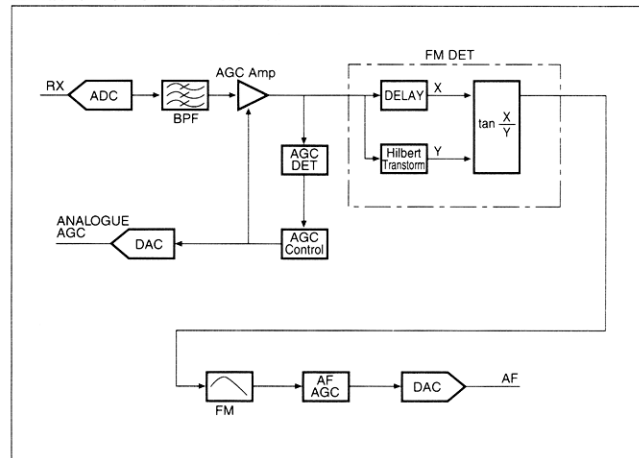 FM DET
AGC Amp
RX
ADC
BPF
DELAY
X
tan X/Y
AGC
DET
Hilbert
Transtorm
Y
ANALOGUE
AGC
DAC
AGC
Control
FM
AF
AGC
DAC
AF